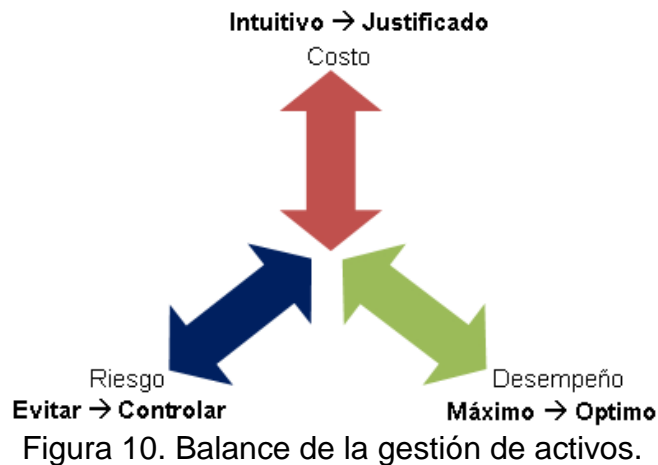 Intuitivo → Justificado
Costo
Riesgo
Evitar → Controlar
Desempeño
Máximo → Optimo
Figura 10. Balance de la gestión de activos.